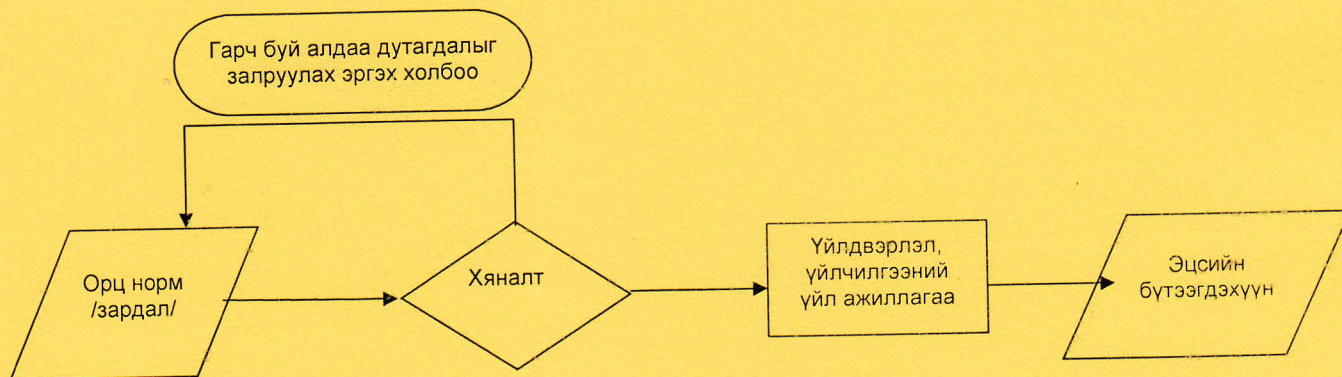 Гарч буй алдаа дутагдалыг
залруулах эргэх холбоо
Орц норм
/зардал/
Хяналт
Үйлдвэрлэл,
үйлчилгээний
үйл ажиллагаа
Эцсийн
бүтээгдэхүүн